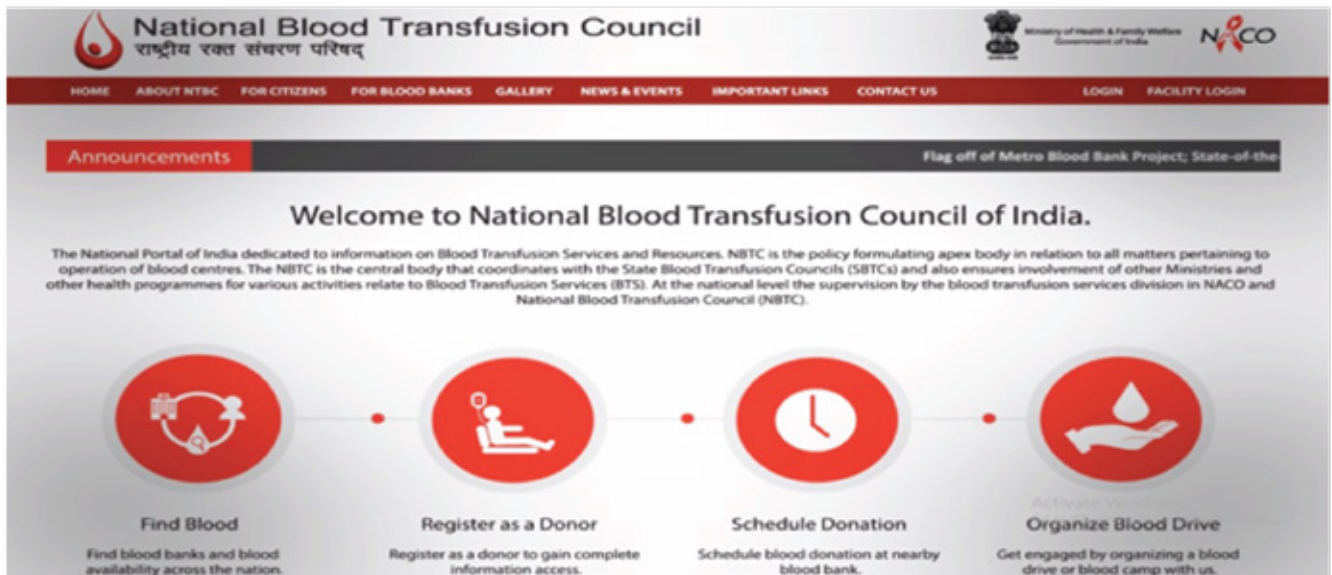 National Blood Transfusion Council
राष्ट्रीय रक्त संचरण परिषद्
Ministry of Health & Family Welfare
Government of India
NACO
HOME ABOUT NTBC FOR CITIZENS FOR BLOOD BANKS GALLERY NEWS & EVENTS IMPORTANT LINKS CONTACT US LOGIN FACILITY LOGIN
Announcements Flag off of Metro Blood Bank Project; State-of-the-
Welcome to National Blood Transfusion Council of India.
The National Portal of India dedicated to information on Blood Transfusion Services and Resources. NBTC is the policy formulating apex body in relation to all matters pertaining to
operation of blood centres. The NBTC is the central body that coordinates with the State Blood Transfusion Councils (SBTCs) and also ensures involvement of other Ministries and
other health programmes for various activities relate to Blood Transfusion Services (BTS). At the national level the supervision by the blood transfusion services division in NACO and
National Blood Transfusion Council (NBTC).
Activate
Find Blood Register as a Donor Schedule Donation Organize Blood Drive
Find blood banks and blood Register as a donor to gain complete Schedule blood donation at nearby Get engaged by organizing a blood
availability across the nation. information access. blood bank. drive or blood camp with us.